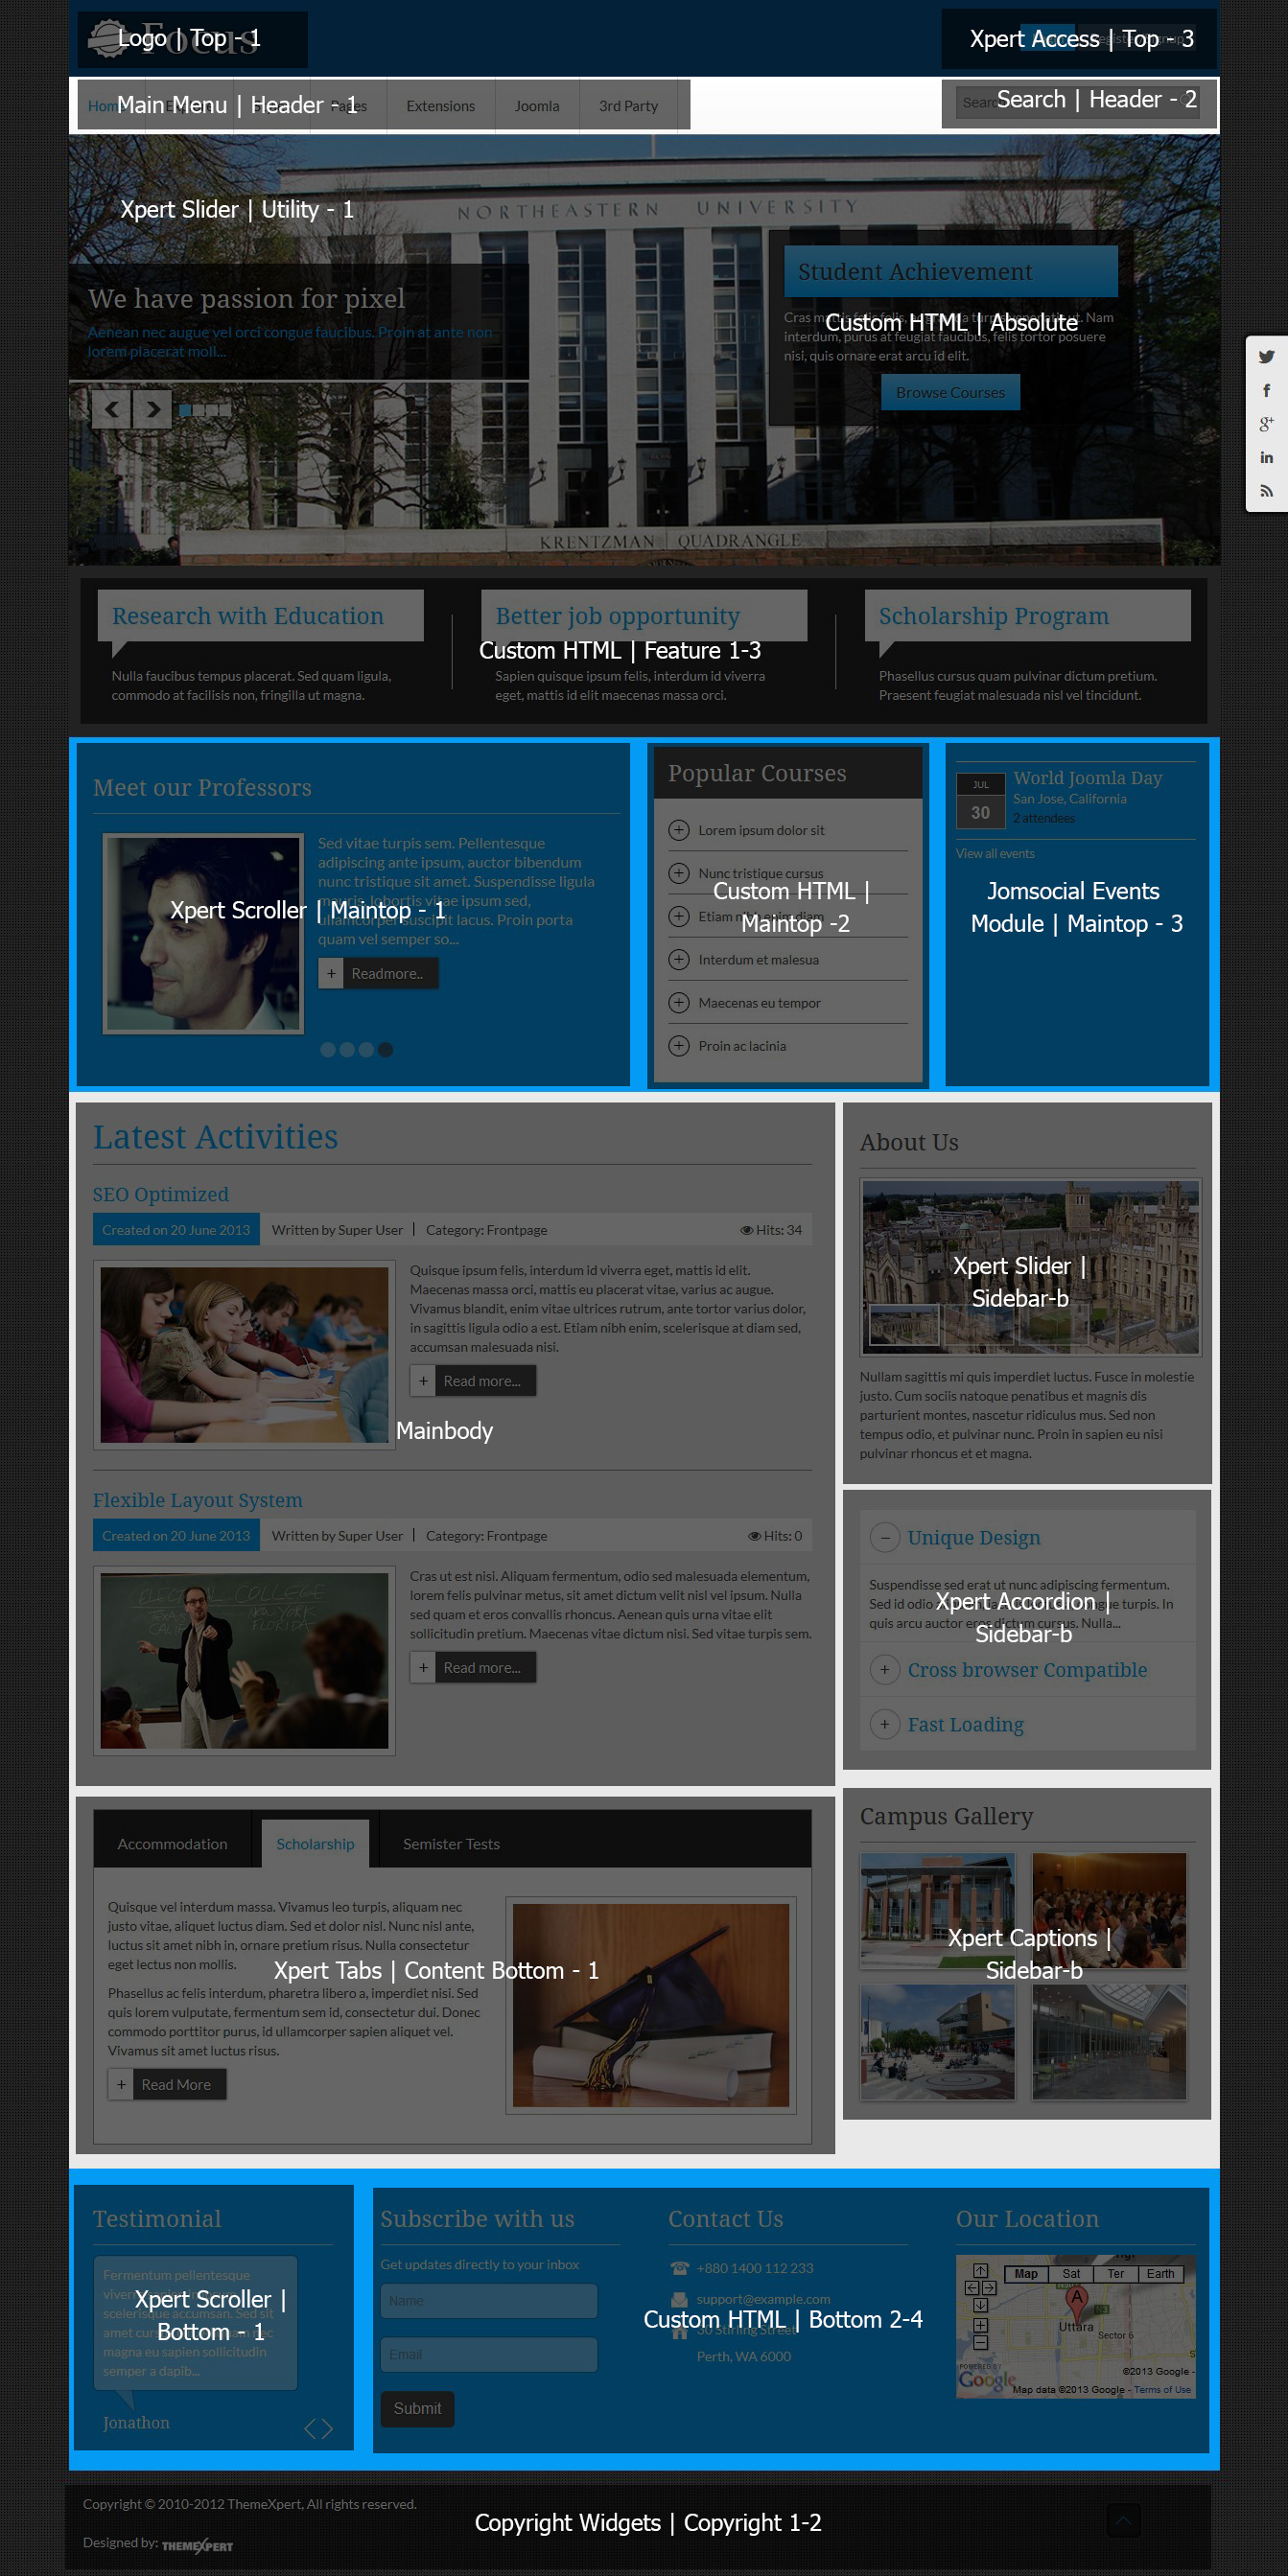 Focus
Logo | Top - 1
Xpert Access | Top - 3
Home
Main Menu | Header - 1
Pages
Extensions
Joomla
3rd Party
Search | Header - 2
Xpert Slider | Utility - 1
NORTHEASTERN UNIVERSITY
We have passion for pixel
Aenean nec augue vel orci congue faucibus. Proin at ante non
lorem placerat moll...
Student Achievement
Custom HTML | Absolute
interdum, purus at feugiat faucibus, felis tortor posuere
nisi, quis ornare erat arcu id elit.
Browse Courses
KRENTZMAN QUADRANGLE
Research with Education
Nulla faucibus tempus placerat. Sed quam ligula,
commodo at facilisis non, fringilla ut magna.
Better job opportunity
Custom HTML | Feature 1-3
Sapien quisque ipsum felis, interdum id viverra
eget, mattis id elit maecenas massa orci.
Scholarship Program
Phasellus cursus quam pulvinar dictum pretium.
Praesent feugiat malesuada nisl vel tincidunt.
Meet our Professors
Sed vitae turpis sem. Pellentesque
adipiscing ante ipsum, auctor bibendum
nunc tristique sit amet. Suspendisse ligula
mauris, lobortis vitae ipsum sed,
Xpert Scroller | Maintop - 1
ullamcorper suscipit lacus. Proin porta
quam vel semper so...
+ Readmore..
Popular Courses
Lorem ipsum dolor sit
Nunc tristique cursus
Custom HTML |
Maintop -2
Etiam nibh enim diam
Interdum et malesua
Maecenas eu tempor
Proin ac lacinia
JUL
30
World Joomla Day
San Jose, California
2 attendees
View all events
Jomsocial Events
Module | Maintop - 3
Latest Activities
SEO Optimized
Created on 20 June 2013 Written by Super User | Category: Frontpage Hits: 34
Quisque ipsum felis, interdum id viverra eget, mattis id elit.
Maecenas massa orci, mattis eu placerat vitae, varius ac augue.
Vivamus blandit, enim vitae ultrices rutrum, ante tortor varius dolor,
in sagittis ligula odio a est. Etiam nibh enim, scelerisque at diam sed,
accumsan malesuada nisi.
+ Read more...
Mainbody
Flexible Layout System
Created on 20 June 2013 Written by Super User | Category: Frontpage Hits: 0
ELECTORAL COLLEGE
Cras ut est nisi. Aliquam fermentum, odio sed malesuada elementum,
lorem felis pulvinar metus, sit amet dictum velit nisl vel ipsum. Nulla
sed quam et eros convallis rhoncus. Aenean quis urna vitae elit
sollicitudin pretium. Maecenas vitae dictum nisi. Sed vitae turpis sem.
+ Read more...
About Us
Xpert Slider |
Sidebar-b
Nullam sagittis mi quis imperdiet luctus. Fusce in molestie
justo. Cum sociis natoque penatibus et magnis dis
parturient montes, nascetur ridiculus mus. Sed non
tempus odio, et pulvinar nunc. Proin in sapien eu nisi
pulvinar rhoncus et et magna.
Unique Design
Suspendisse sed erat ut nunc adipiscing fermentum.
Xpert Accordion |
Sidebar-b
quis arcu auctor eros dictum cursus. Nulla...
Cross browser Compatible
Fast Loading
Accommodation
Scholarship
Semister Tests
Quisque vel interdum massa. Vivamus leo turpis, aliquam nec
justo vitae, aliquet luctus diam. Sed et dolor nisl. Nunc nisl ante,
luctus sit amet nibh in, ornare pretium risus. Nulla consectetur
eget lectus non mollis.
Xpert Tabs | Content Bottom - 1
Phasellus ac felis interdum, pharetra libero a, imperdiet nisi. Sed
quis lorem vulputate, fermentum sem id, consectetur dui. Donec
commodo porttitor purus, id ullamcorper sapien aliquet vel.
Vivamus sit amet luctus risus.
+ Read More
Campus Gallery
Xpert Captions |
Sidebar-b
Testimonial
Fermentum pellentesque
Xpert Scroller |
Bottom - 1
scelerisque accumsan. Sed sit
magna eu sapien sollicitudin
semper a dapib...
Jonathon
Subscribe with us
Get updates directly to your inbox
Name
Email
Submit
Contact Us
+880 1400 112 233
support@example.com
Custom HTML | Bottom 2-4
30 Stirling Street
Perth, WA 6000
Our Location
Map Sat Ter Earth
A
Uttara
Sector 6
POWERED BY
Google
©2013 Google -
Map data ©2013 Google - Terms of Use
Copyright © 2010-2012 ThemeXpert, All rights reserved.
Copyright Widgets | Copyright 1-2
Designed by: THEMEXPERT